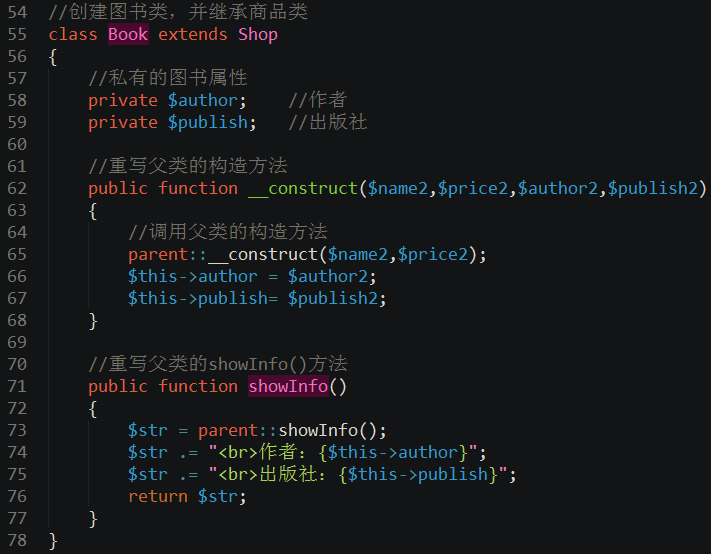 54 //创建图书类，并继承商品类
55 class Book extends Shop
56 {
57     //私有的图书属性
58     private $author;    //作者
59     private $publish;   //出版社
60
61     //重写父类的构造方法
62     public function __construct($name2,$price2,$author2,$publish2)
63     {
64         //调用父类的构造方法
65         parent::__construct($name2,$price2);
66         $this->author = $author2;
67         $this->publish= $publish2;
68     }
69
70     //重写父类的showInfo()方法
71     public function showInfo()
72     {
73         $str = parent::showInfo();
74         $str .= "<br>作者：{$this->author}";
75         $str .= "<br>出版社：{$this->publish}";
76         return $str;
77     }
78 }